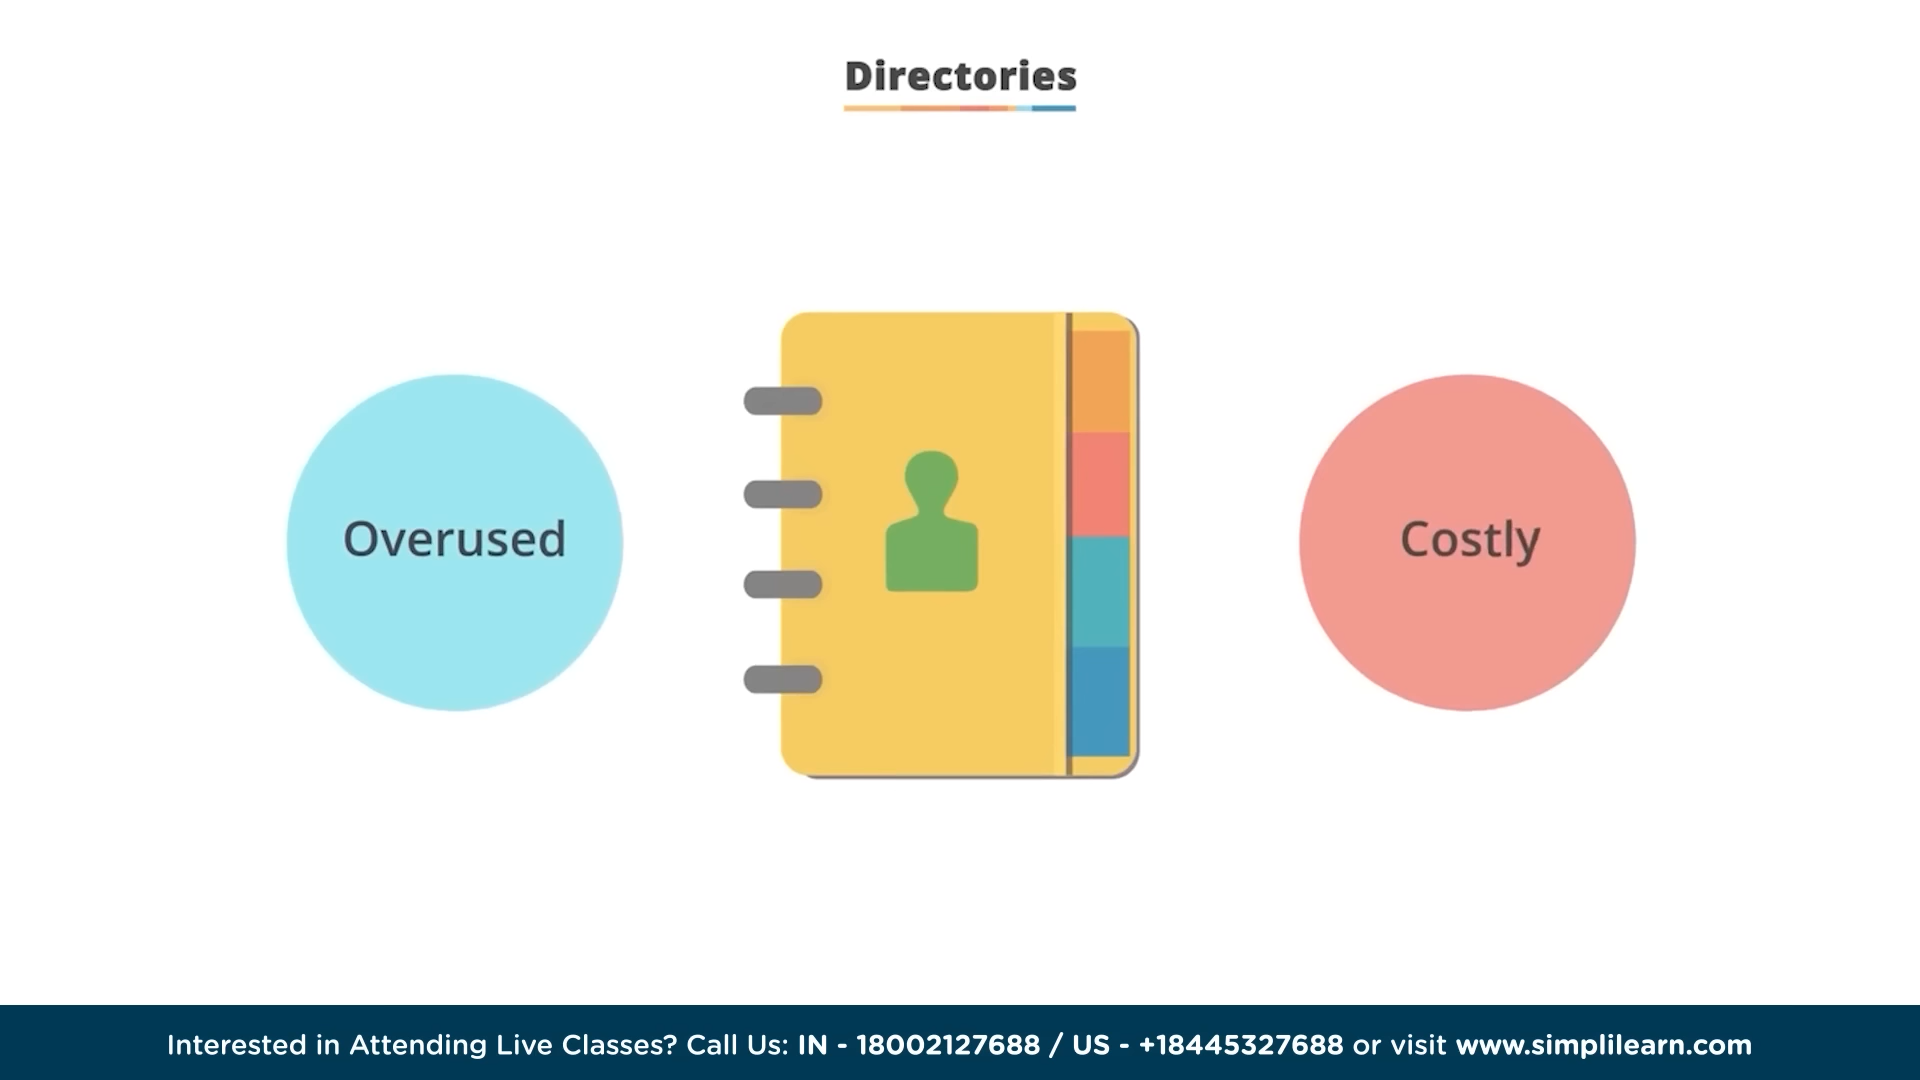 Directories
Overused
Costly
Interested in Attending Live Classes? Call Us: IN - 18002127688 / US - +18445327688 or visit www.simplilearn.com